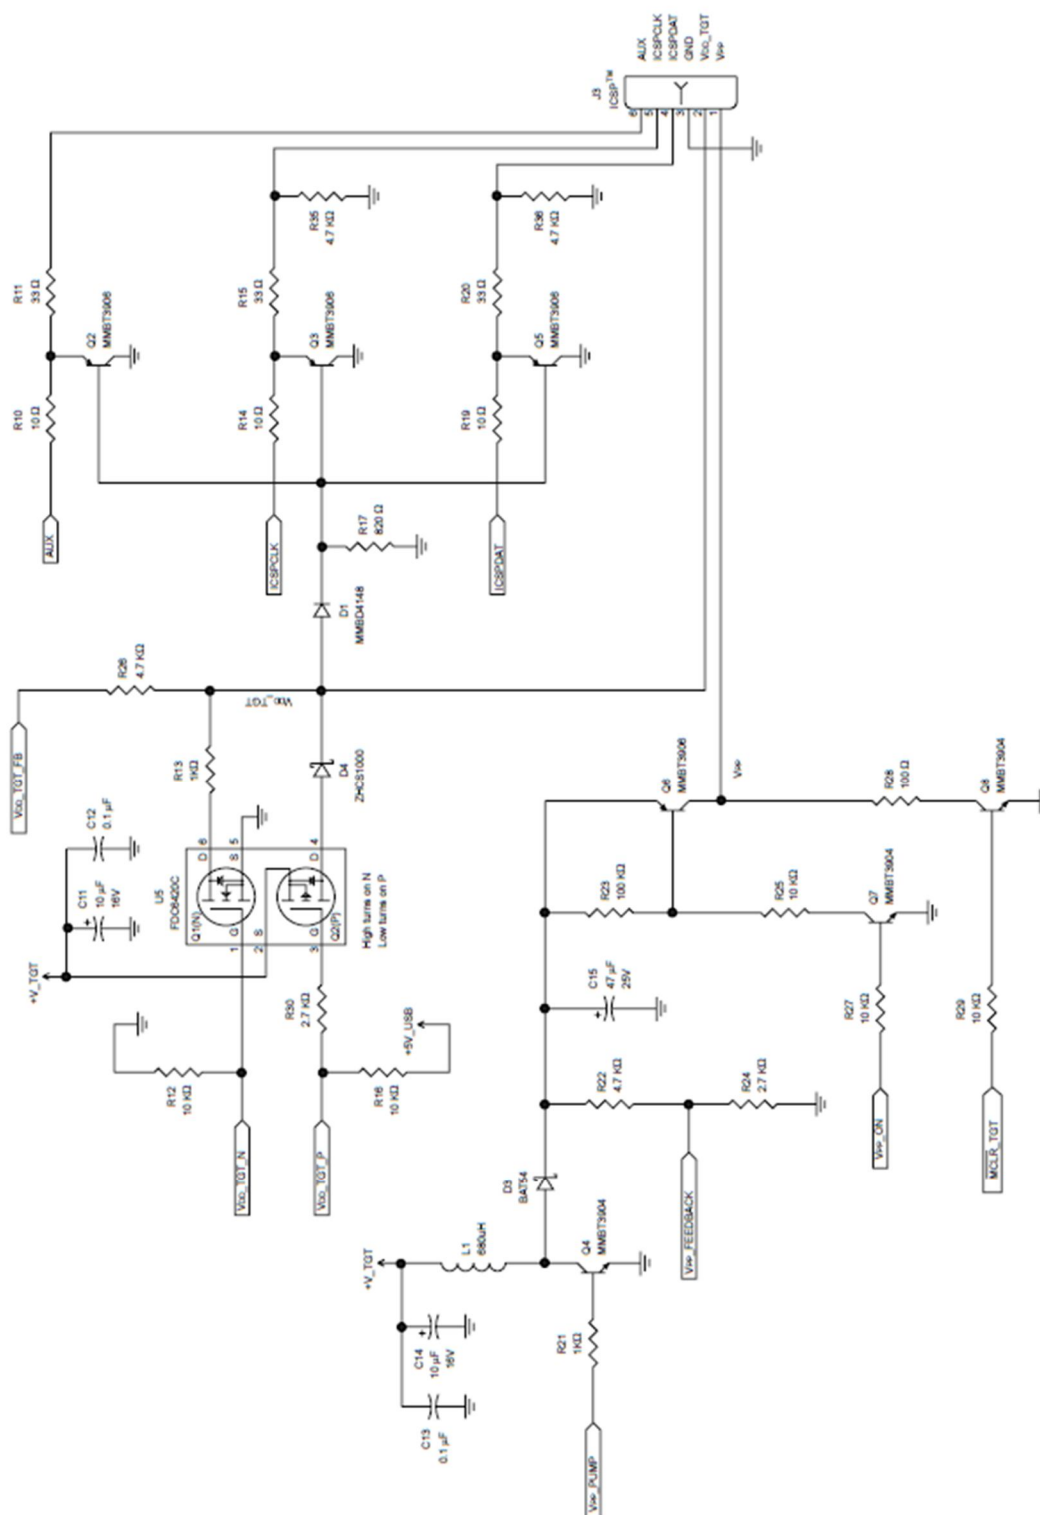 AUX
ICSPCLK
ICSPDAT
GND
VDD_TGT
VPP
J3
ICSP™
6
5
4
3
2
1
R11
33 Ω
R10
10 Ω
Q2
MMBT3906
AUX
R35
4.7 KΩ
R15
33 Ω
R14
10 Ω
Q3
MMBT3906
ICSPCLK
R36
4.7 KΩ
R20
33 Ω
R19
10 Ω
Q5
MMBT3906
ICSPDAT
R17
820 Ω
D1
MMBD4148
R26
4.7 KΩ
VDD_TGT_FB
VDD_TGT
R13
1KΩ
D4
ZHCS1000
C12
0.1 µF
C11
10 µF
16V
+
+V_TGT
U5
FDC6420C
Q1(N)
D
6
S
5
G
1
S
2
D
4
G
3
Q2(P)
High turns on N
Low turns on P
R30
2.7 KΩ
R12
10 KΩ
R16
10 KΩ
+5V_USB
VDD_TGT_N
VDD_TGT_P
Q6
MMBT3906
VPP
R28
100 Ω
Q8
MMBT3904
R23
100 KΩ
R25
10 KΩ
Q7
MMBT3904
C15
47 µF
25V
+
R27
10 KΩ
R29
10 KΩ
R22
4.7 KΩ
R24
2.7 KΩ
VPP_ON
MCLR_TGT
D3
BAT54
VPP_FEEDBACK
+V_TGT
L1
680uH
Q4
MMBT3904
C14
10 µF
16V
+
R21
1KΩ
C13
0.1 µF
VPP_PUMP